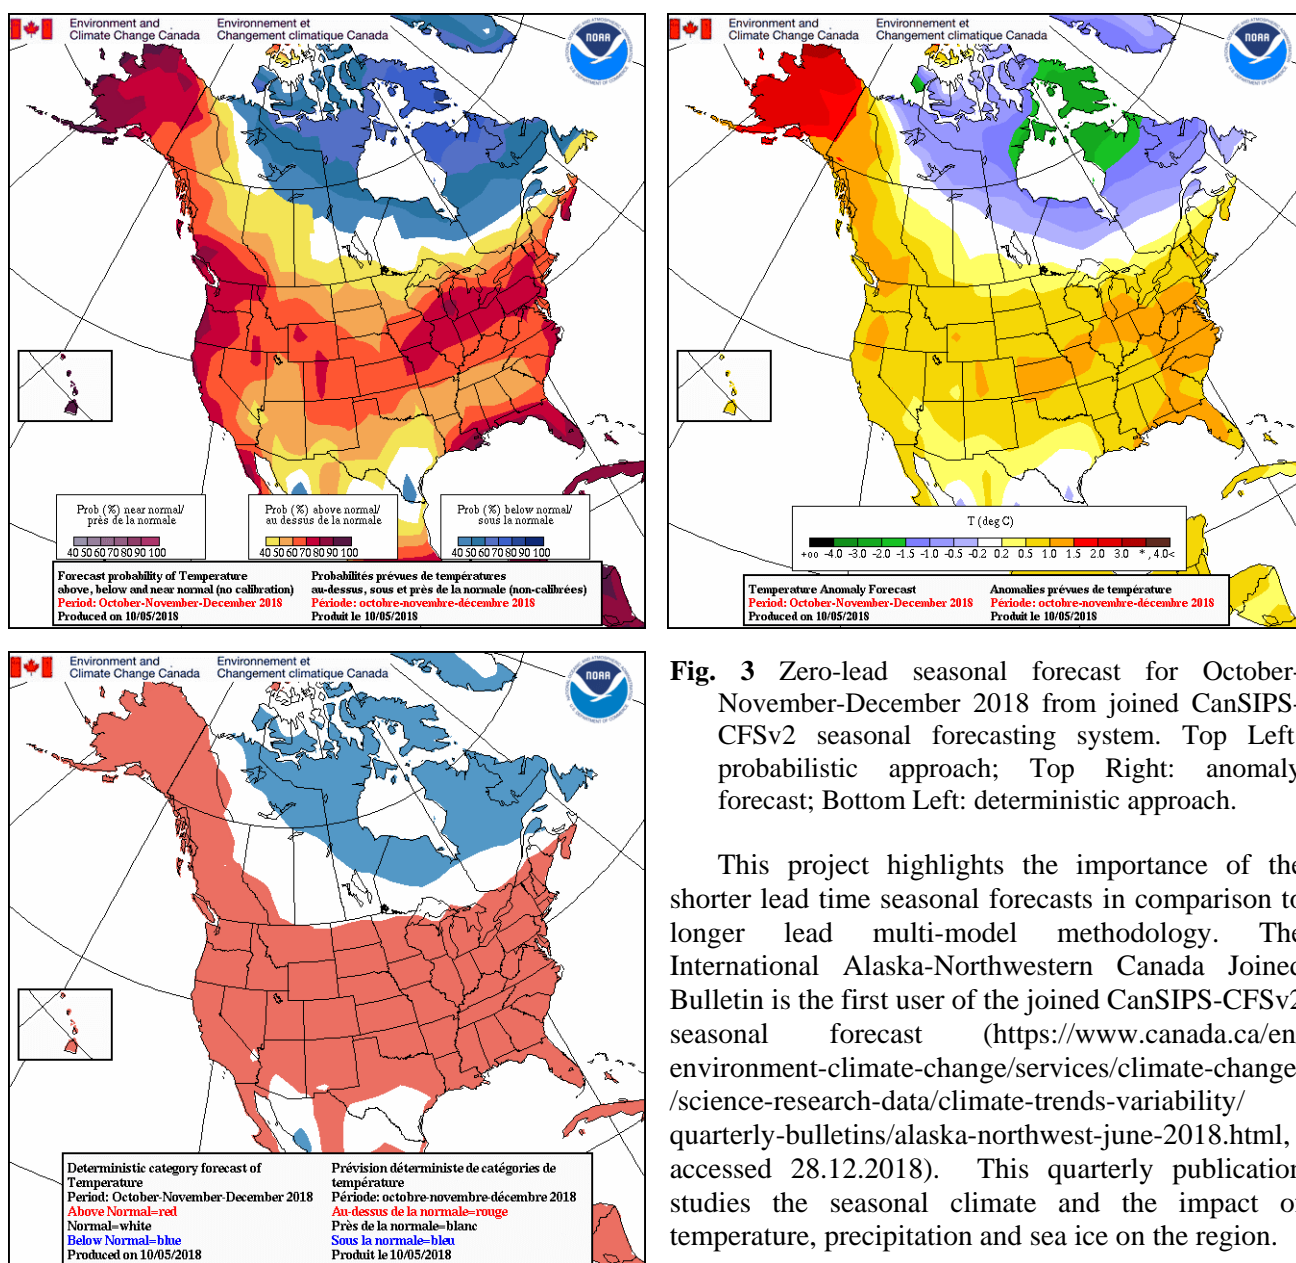 Environment and Environnement et
Climate Change Canada Changement climatique Canada
NOAA
Prob (%) near normal/
près de la normale
40 50 60 70 80 90 100
Prob (%) above normal/
au dessus de la normale
40 50 60 70 80 90 100
Prob (%) below normal/
sous la normale
40 50 60 70 80 90 100
Forecast probability of Temperature
above, below and near normal (no calibration)
Period: October-November-December 2018
Produced on 10/05/2018
Probabilités prévues de températures
au-dessus, sous et près de la normale (non-calibrées)
Période: octobre-novembre-décembre 2018
Produit le 10/05/2018
Environment and Environnement et
Climate Change Canada Changement climatique Canada
NOAA
T (deg C)
+oo -4.0 -3.0 -2.0 -1.5 -1.0 -0.5 -0.2 0.2 0.5 1.0 1.5 2.0 3.0 *, 4.0<
Temperature Anomaly Forecast
Period: October-November-December 2018
Produced on 10/05/2018
Anomalies prévues de température
Période: octobre-novembre-décembre 2018
Produit le 10/05/2018
Environment and Environnement et
Climate Change Canada Changement climatique Canada
NOAA
Deterministic category forecast of
Temperature
Period: October-November-December 2018
Above Normal=red
Normal=white
Below Normal=blue
Produced on 10/05/2018
Prévision déterministe de catégories de
température
Période: octobre-novembre-décembre 2018
Au-dessus de la normale=rouge
Près de la normale=blanc
Sous la normale=bleu
Produit le 10/05/2018
Fig. 3 Zero-lead seasonal forecast for October-
November-December 2018 from joined CanSIPS-
CFSv2 seasonal forecasting system. Top Left
probabilistic approach; Top Right: anomaly
forecast; Bottom Left: deterministic approach.
This project highlights the importance of the
shorter lead time seasonal forecasts in comparison to
longer lead multi-model methodology. The
International Alaska-Northwestern Canada Joined
Bulletin is the first user of the joined CanSIPS-CFSv2
seasonal forecast (https://www.canada.ca/en
environment-climate-change/services/climate-change
/science-research-data/climate-trends-variability/
quarterly-bulletins/alaska-northwest-june-2018.html,
accessed 28.12.2018). This quarterly publication
studies the seasonal climate and the impact of
temperature, precipitation and sea ice on the region.